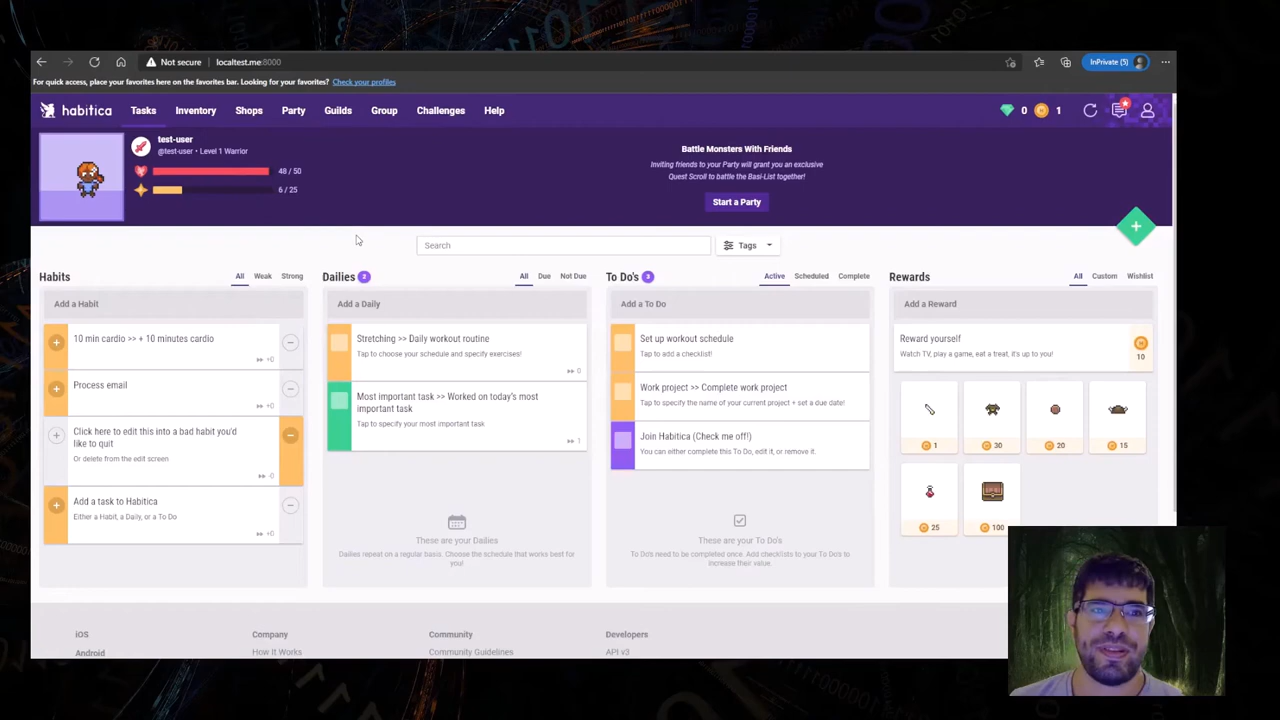 Not secure localtest.me:8000
InPrivate (5)
For quick access, place your favorites here on the favorites bar. Looking for your favorites? Check your profiles
habitica Tasks Inventory Shops Party Guilds Group Challenges Help
0 1
test-user
@test-user • Level 1 Warrior
48 / 50
6 / 25
Battle Monsters With Friends
Inviting friends to your Party will grant you an exclusive
Quest Scroll to battle the Basi-List together!
Start a Party
Search
Tags
Habits
All Weak Strong
Add a Habit
10 min cardio >> + 10 minutes cardio
+0
Process email
+0
Click here to edit this into a bad habit you'd
like to quit
Or delete from the edit screen
-0
Add a task to Habitica
Either a Habit, a Daily, or a To Do
+0
Dailies 2
All Due Not Due
Add a Daily
Stretching >> Daily workout routine
Tap to choose your schedule and specify exercises!
0
Most important task >> Worked on today's most
important task
Tap to specify your most important task
1
These are your Dailies
Dailies repeat on a regular basis. Choose the schedule that works best for
you!
To Do's 3
Active Scheduled Complete
Add a To Do
Set up workout schedule
Tap to add a checklist!
Work project >> Complete work project
Tap to specify the name of your current project + set a due date!
Join Habitica (Check me off!)
You can either complete this To Do, edit it, or remove it.
These are your To Do's
To Do's need to be completed once. Add checklists to your To Do's to
increase their value.
Rewards
All Custom Wishlist
Add a Reward
Reward yourself
Watch TV, play a game, eat a treat, it's up to you!
10
1 30 20 15
25 100
iOS Company Community Developers
Android How It Works Community Guidelines API v3